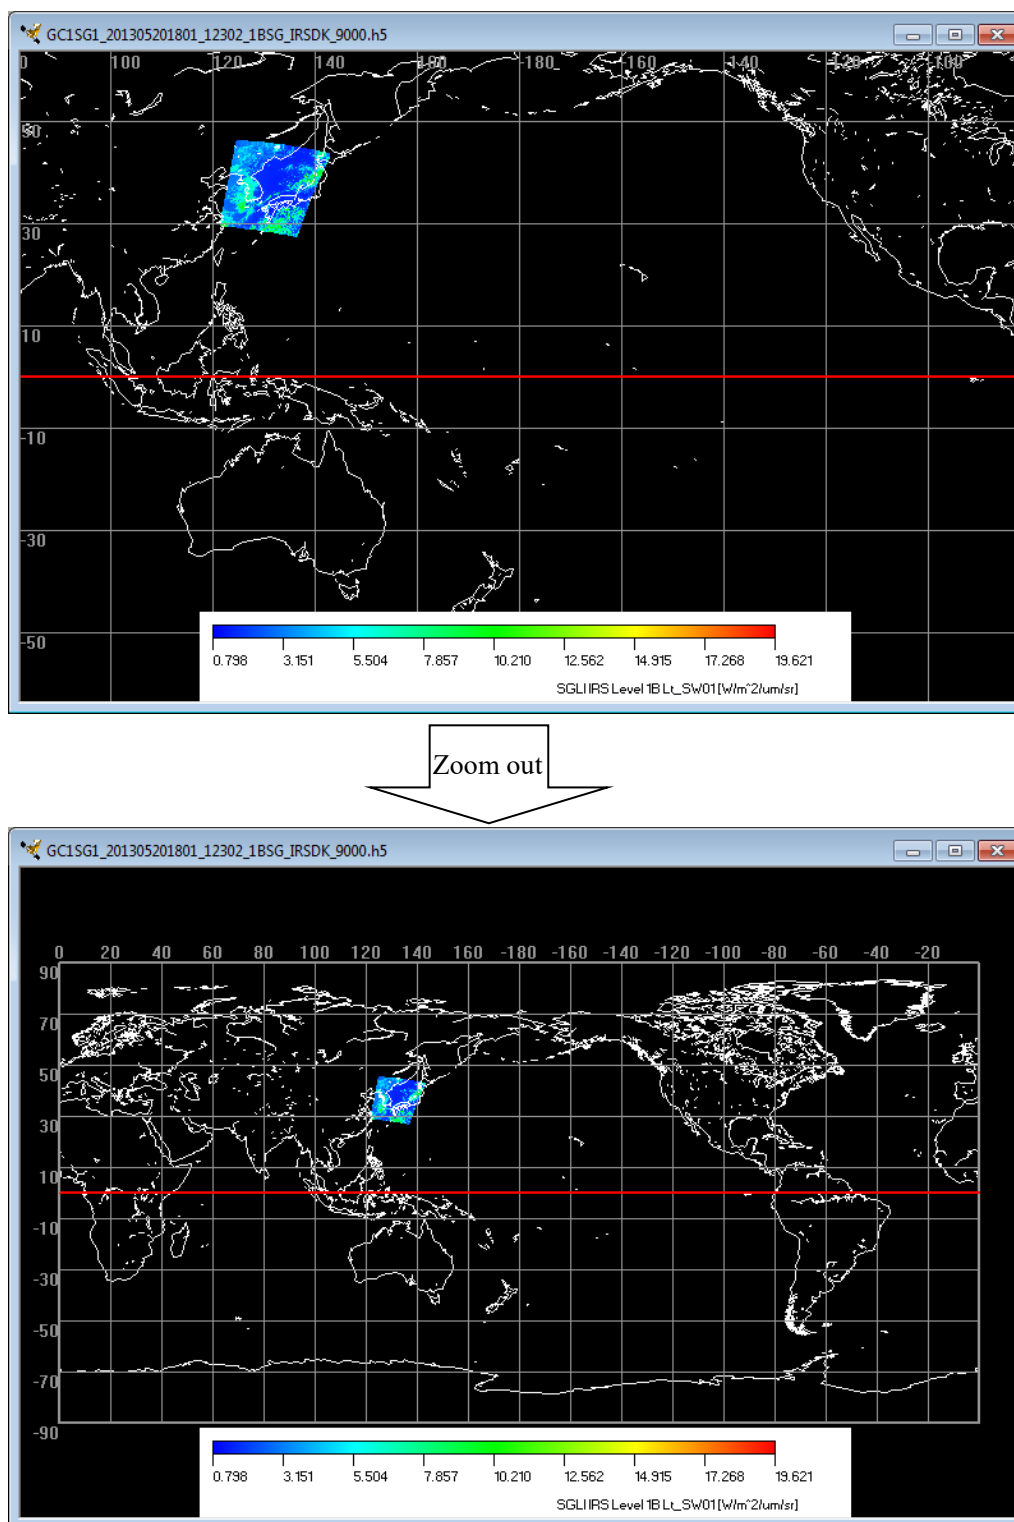 GC1SG1_201305201801_12302_1BSG_IRSDK_9000.h5
0 100 120 140 160 -180 -160 -140 -120 -100
50
30
10
-10
-30
-50
0.798 3.151 5.504 7.857 10.210 12.562 14.915 17.268 19.621
SGLI IRS Level 1B Lt_SW01 [W/m^2/um/sr]
Zoom out
GC1SG1_201305201801_12302_1BSG_IRSDK_9000.h5
0 20 40 60 80 100 120 140 160 -180 -160 -140 -120 -100 -80 -60 -40 -20
90
70
50
30
10
-10
-30
-50
-70
-90
0.798 3.151 5.504 7.857 10.210 12.562 14.915 17.268 19.621
SGLI IRS Level 1B Lt_SW01 [W/m^2/um/sr]